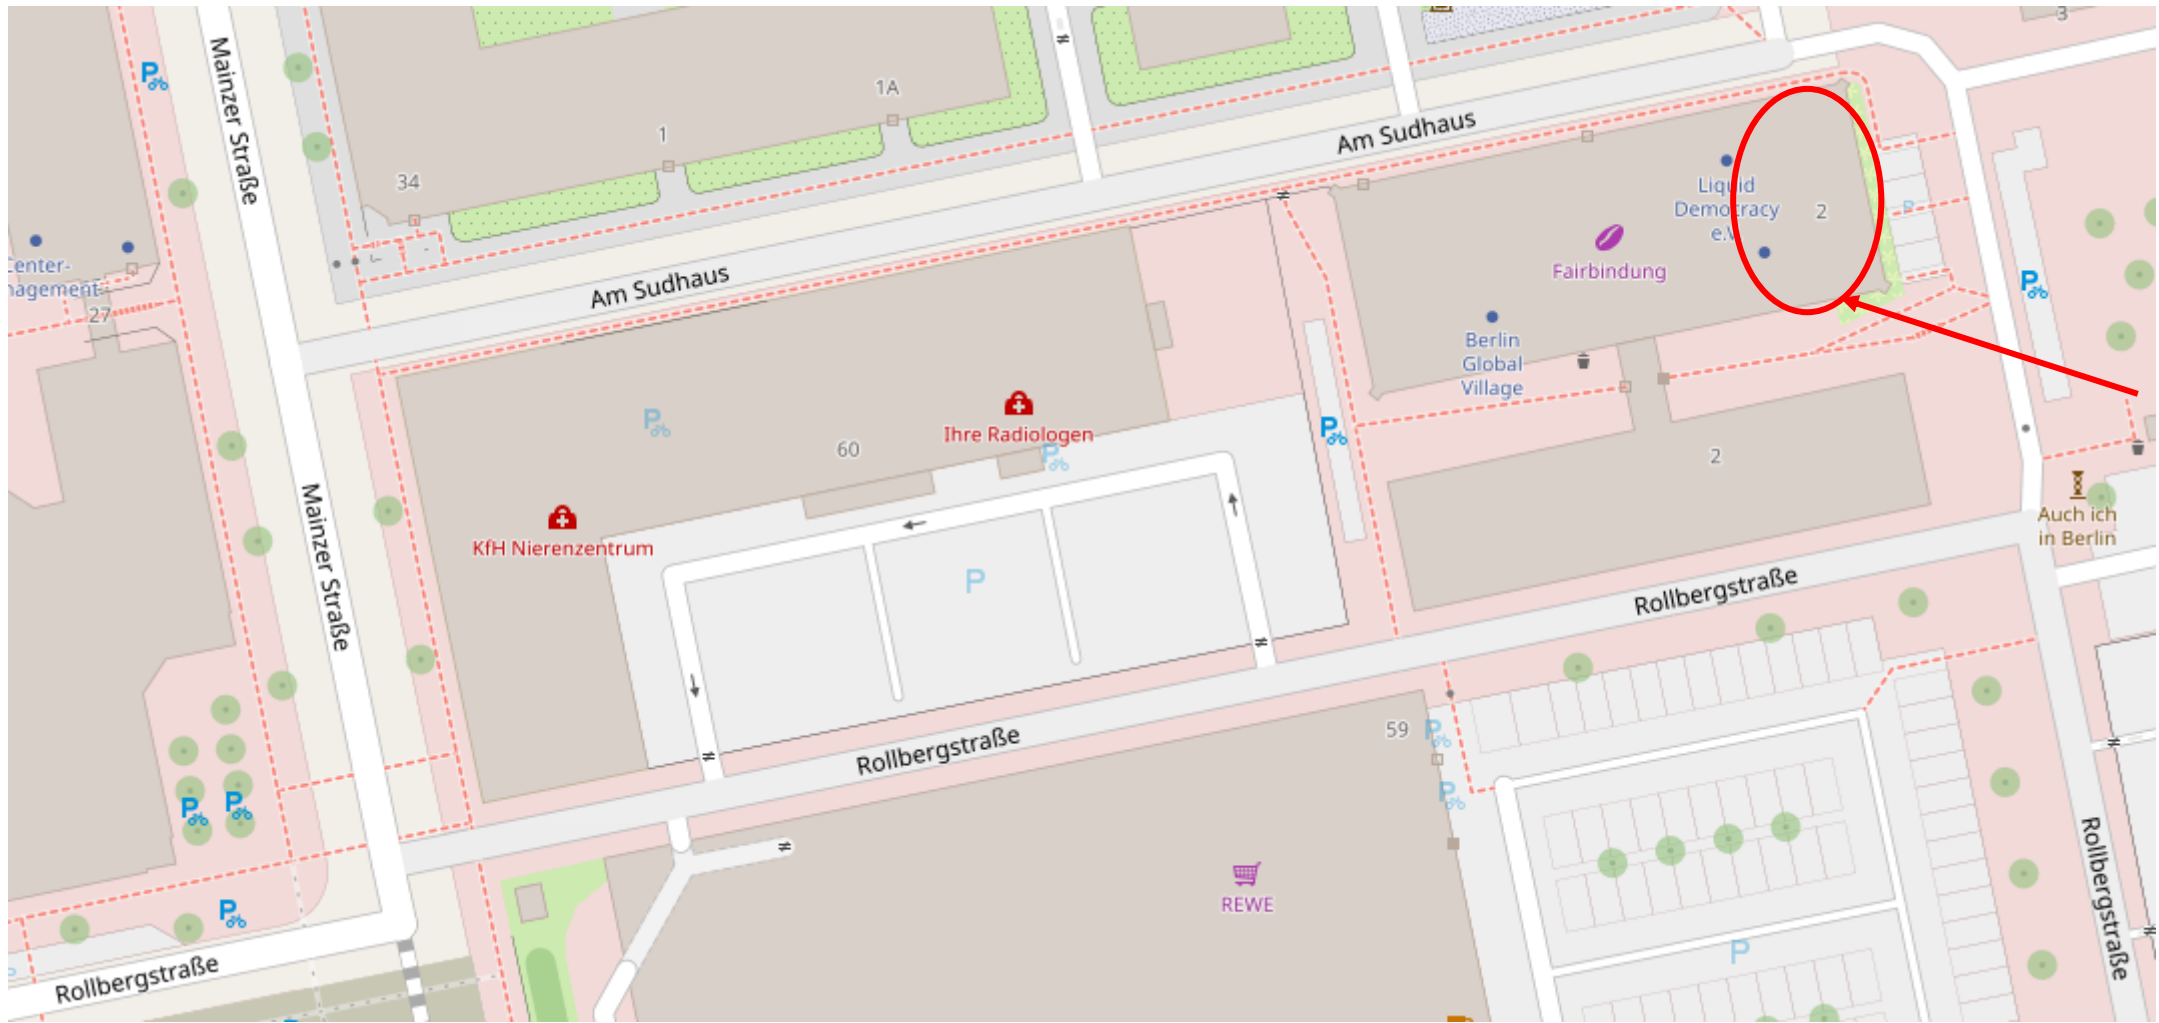 3
Mainzer Straße
1A
1
34
Am Sudhaus
Liquid
Democracy
e.V.
2
Fairbindung
Am Sudhaus
27
Berlin
Global
Village
Ihre Radiologen
60
2
KfH Nierenzentrum
Mainzer Straße
Auch ich
in Berlin
P
Rollbergstraße
59
Rollbergstraße
REWE
Rollbergstraße
P
Rollbergstraße